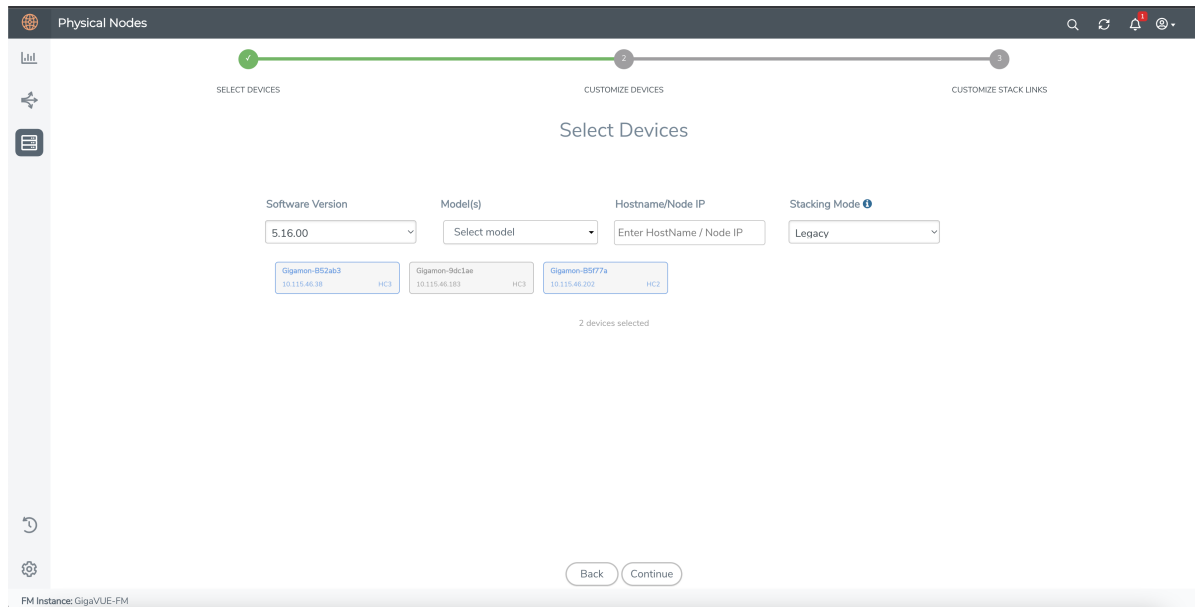 Physical Nodes
1
✓ 2 3
SELECT DEVICES CUSTOMIZE DEVICES CUSTOMIZE STACK LINKS
Select Devices
Software Version Model(s) Hostname/Node IP Stacking Mode
5.16.00 Select model Enter HostName / Node IP Legacy
Gigamon-B52ab3 Gigamon-9dc1ae Gigamon-B5f77a
10.115.46.38 HC3 10.115.46.183 HC3 10.115.46.202 HC2
2 devices selected
Back Continue
FM Instance: GigaVUE-FM